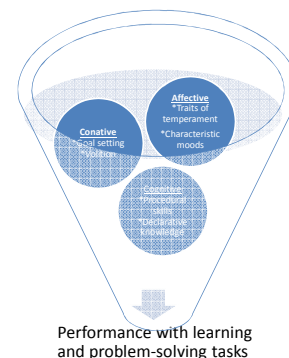 Affective
*Traits of
temperament
*Characteristic
moods
Conative
*Goal setting
*Volition
Cognitive
*Procedural
skills
*Declarative
knowledge
Performance with learning
and problem-solving tasks